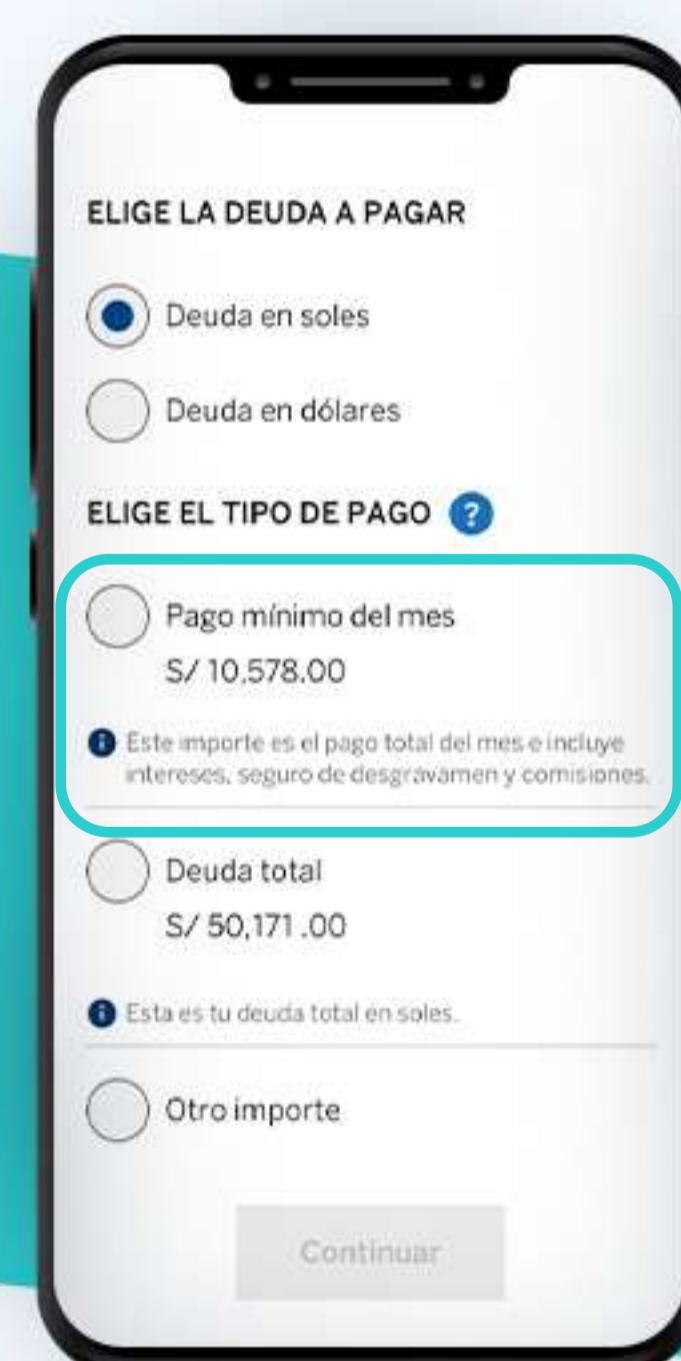 ELIGE LA DEUDA A PAGAR
Deuda en soles
Deuda en dólares
ELIGE EL TIPO DE PAGO ?
Pago mínimo del mes
S/ 10,578.00
Este importe es el pago total del mes e incluye
intereses, seguro de desgravamen y comisiones.
Deuda total
S/ 50,171 .00
Esta es tu deuda total en soles.
Otro importe
Continuar